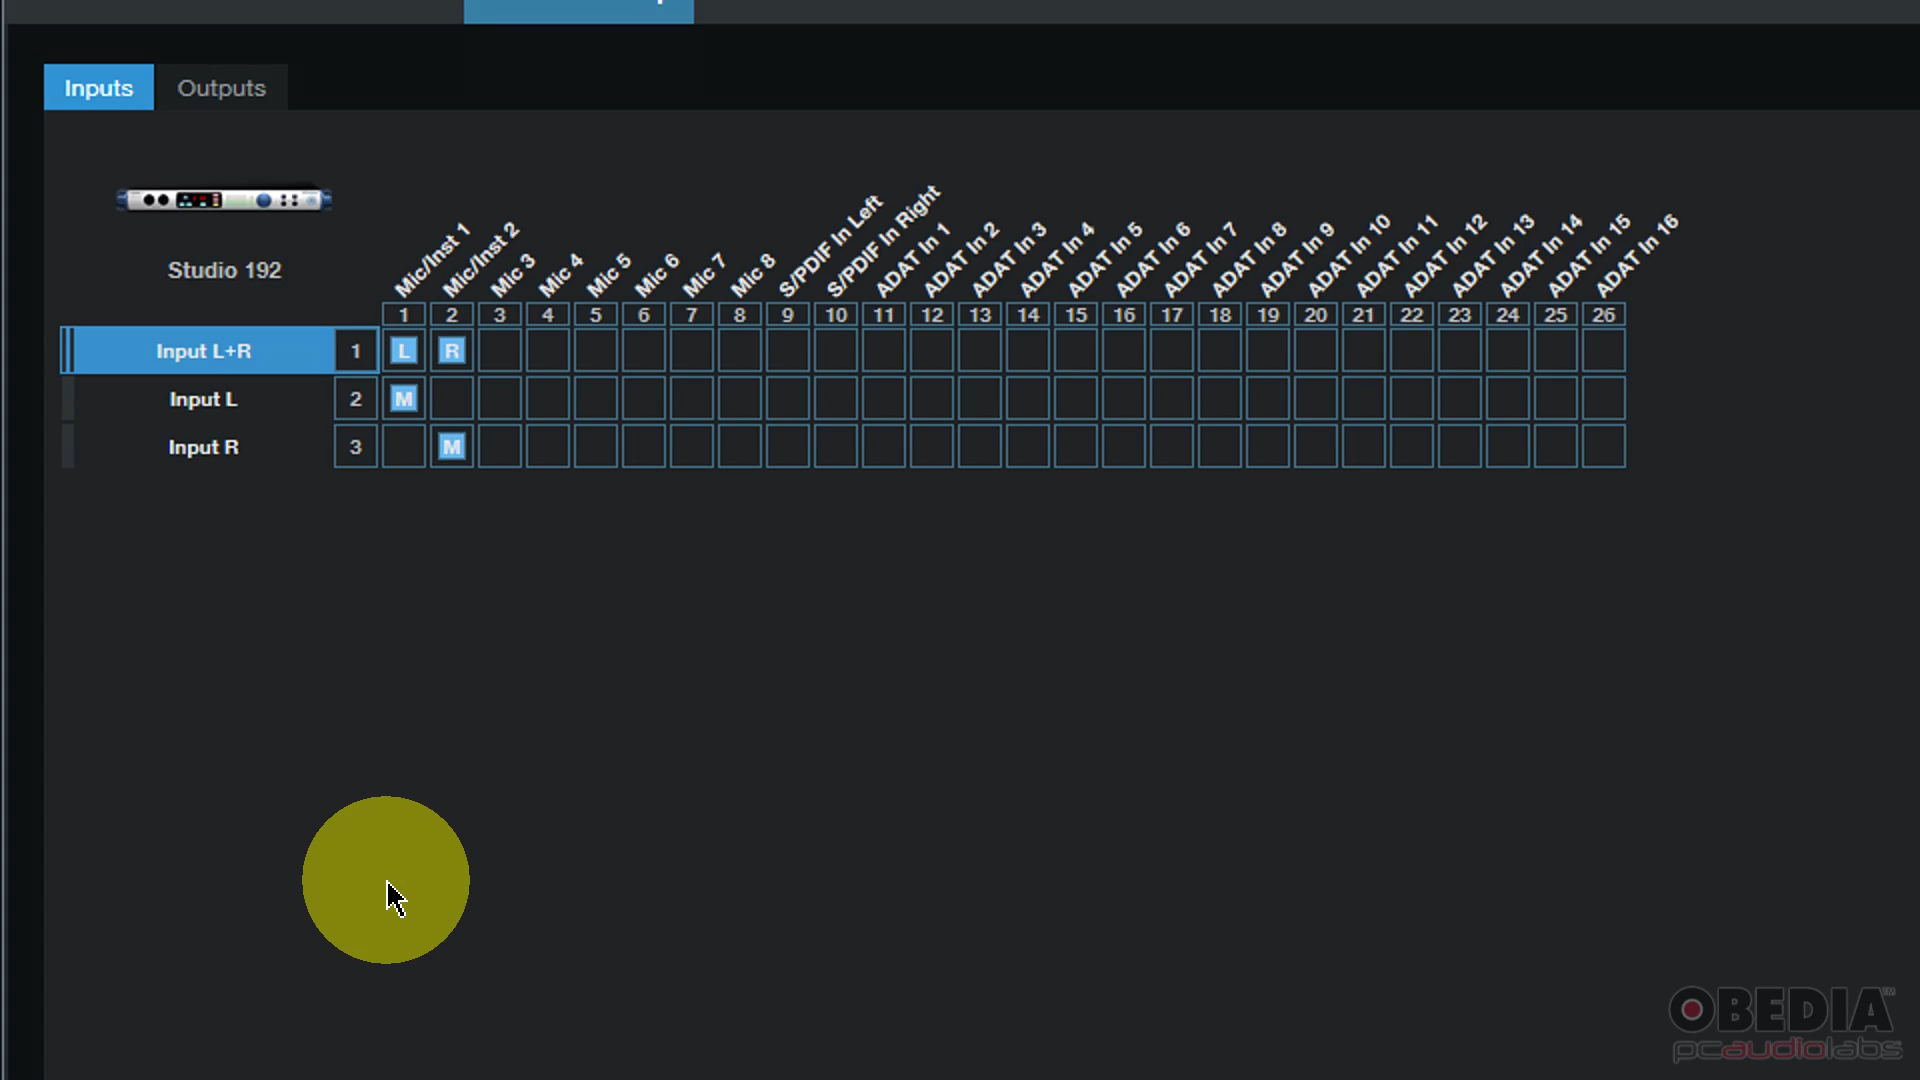 Inputs Outputs
Studio 192
Mic/Inst 1 Mic/Inst 2 Mic 3 Mic 4 Mic 5 Mic 6 Mic 7 Mic 8 S/PDIF In Left S/PDIF In Right ADAT In 1 ADAT In 2 ADAT In 3 ADAT In 4 ADAT In 5 ADAT In 6 ADAT In 7 ADAT In 8 ADAT In 9 ADAT In 10 ADAT In 11 ADAT In 12 ADAT In 13 ADAT In 14 ADAT In 15 ADAT In 16
1 2 3 4 5 6 7 8 9 10 11 12 13 14 15 16 17 18 19 20 21 22 23 24 25 26
Input L+R 1 L R
Input L 2 M
Input R 3 M
OBEDIA™
pcaudiolabs